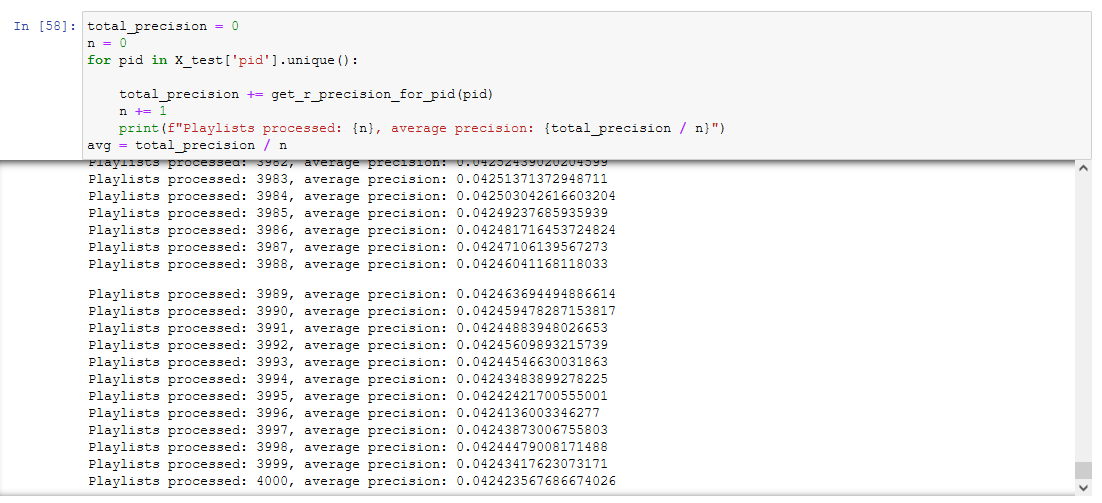 In [58]: total_precision = 0
n = 0
for pid in X_test['pid'].unique():
total_precision += get_r_precision_for_pid(pid)
n += 1
print(f"Playlists processed: {n}, average precision: {total_precision / n}")
avg = total_precision / n
Playlists processed: 3982, average precision: 0.04252439020204599
Playlists processed: 3983, average precision: 0.04251371372948711
Playlists processed: 3984, average precision: 0.042503042616603204
Playlists processed: 3985, average precision: 0.04249237685935939
Playlists processed: 3986, average precision: 0.042481716453724824
Playlists processed: 3987, average precision: 0.04247106139567273
Playlists processed: 3988, average precision: 0.04246041168118033
Playlists processed: 3989, average precision: 0.042463694494886614
Playlists processed: 3990, average precision: 0.042459478287153817
Playlists processed: 3991, average precision: 0.04244883948026653
Playlists processed: 3992, average precision: 0.04245609893215739
Playlists processed: 3993, average precision: 0.04244546630031863
Playlists processed: 3994, average precision: 0.04243483899278225
Playlists processed: 3995, average precision: 0.04242421700555001
Playlists processed: 3996, average precision: 0.0424136003346277
Playlists processed: 3997, average precision: 0.04243873006755803
Playlists processed: 3998, average precision: 0.04244479008171488
Playlists processed: 3999, average precision: 0.04243417623073171
Playlists processed: 4000, average precision: 0.042423567686674026